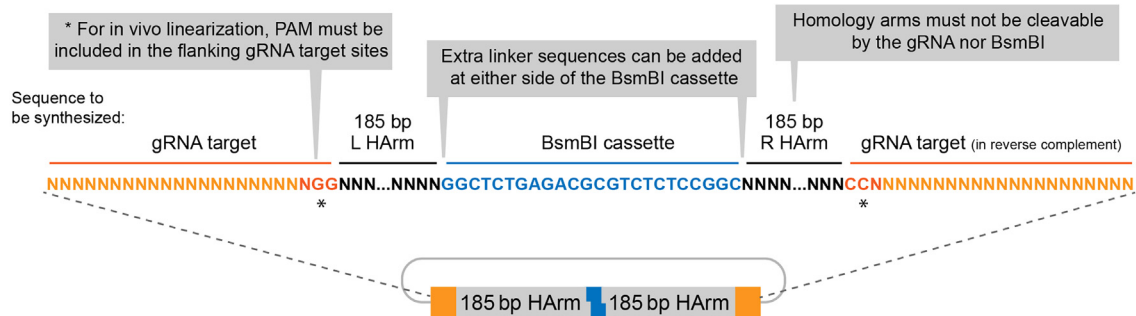 * For in vivo linearization, PAM must be
included in the flanking gRNA target sites
Extra linker sequences can be added
at either side of the BsmBI cassette
Homology arms must not be cleavable
by the gRNA nor BsmBI
Sequence to
be synthesized:
gRNA target
185 bp
L HArm
BsmBI cassette
185 bp
R HArm
gRNA target (in reverse complement)
NNNNNNNNNNNNNNNNNNNNNGGNNN...NNNNGGCTCTGAGACGCGTCTCTCCGGCNNNN...NNNCCNNNNNNNNNNNNNNNNNNNNN
*
*
185 bp HArm
185 bp HArm